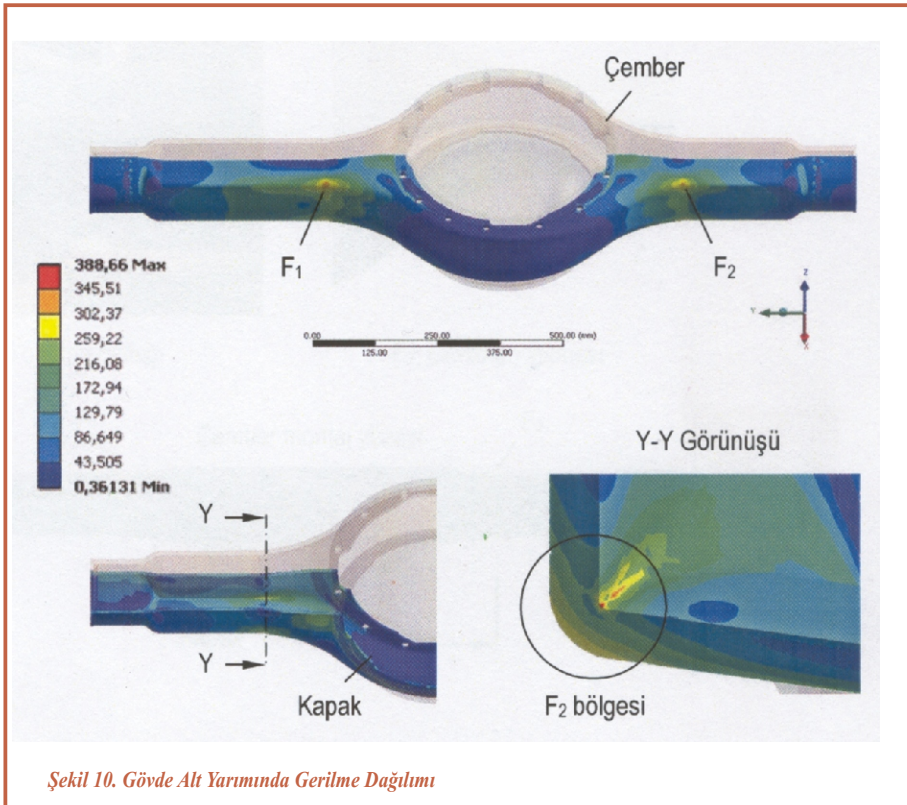 Çember
F1
F2
388,66 Max
345,51
302,37
259,22
216,08
172,94
129,79
86,649
43,505
0,36131 Min
0.00
250.00
500.00 (mm)
125.00
375.00
Z
Y
X
Y-Y Görünüşü
Y
Y
Kapak
F2 bölgesi
Şekil 10. Gövde Alt Yarımında Gerilme Dağılımı